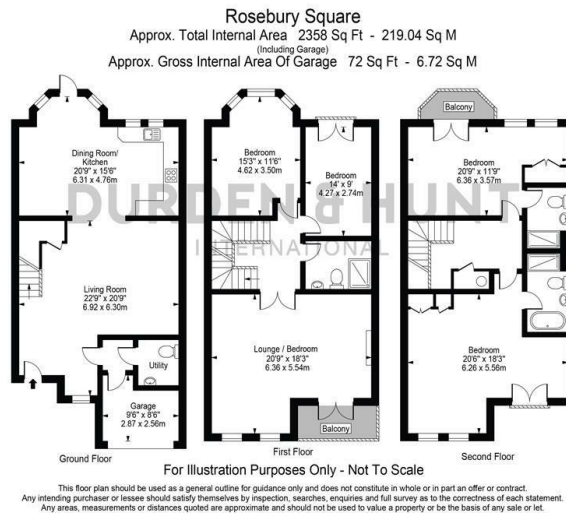 Rosebury Square
Approx. Total Internal Area 2358 Sq Ft - 219.04 Sq M
(Including Garage)
Approx. Gross Internal Area Of Garage 72 Sq Ft - 6.72 Sq M
Dining Room/
Kitchen
20'9" x 15'6"
6.31 x 4.76m
Living Room
22'9" x 20'9"
6.92 x 6.30m
Utility
Garage
9'6" x 8'6"
2.87 x 2.56m
Ground Floor
Bedroom
15'3" x 11'6"
4.62 x 3.50m
Bedroom
14' x 9'
4.27 x 2.74m
Lounge / Bedroom
20'9" x 18'3"
6.36 x 5.54m
Balcony
First Floor
Balcony
Bedroom
20'9" x 11'9"
6.36 x 3.57m
Bedroom
20'6" x 18'3"
6.26 x 5.56m
Second Floor
DURDEN & HUNT
INTERNATIONAL
For Illustration Purposes Only - Not To Scale
This floor plan should be used as a general outline for guidance only and does not constitute in whole or in part an offer or contract.
Any intending purchaser or lessee should satisfy themselves by inspection, searches, enquiries and full survey as to the correctness of each statement.
Any areas, measurements or distances quoted are approximate and should not be used to value a property or be the basis of any sale or let.